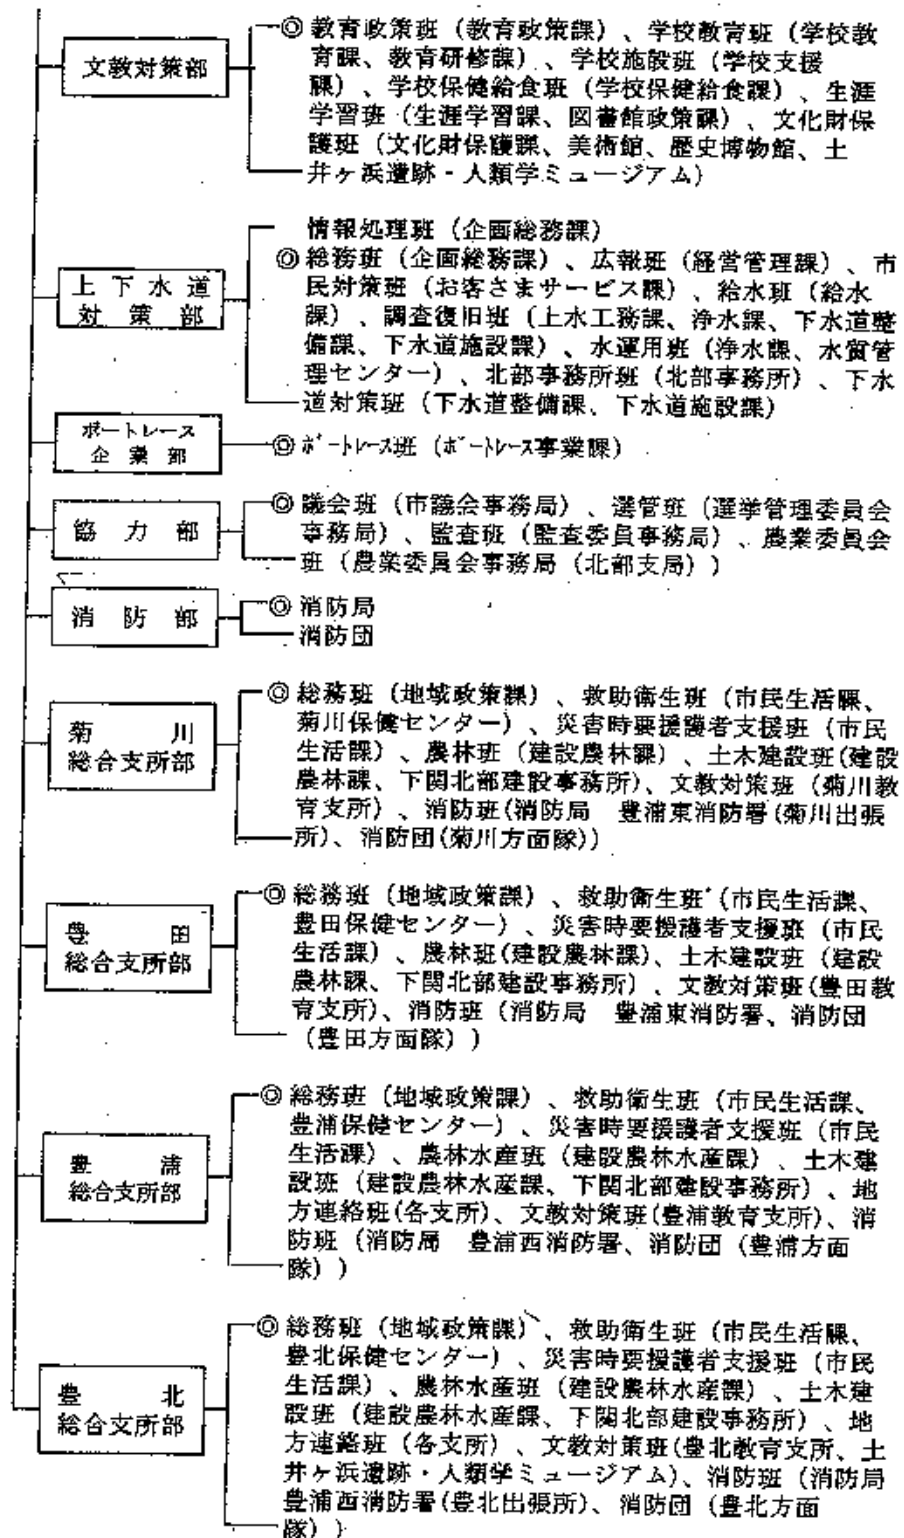 文教対策部
◎ 教育政策班（教育政策課）、学校教育班（学校教
育課、教育研修課）、学校施設班（学校支援
課）、学校保健給食班（学校保健給食課）、生涯
学習班（生涯学習課、図書館政策課）、文化財保
護班（文化財保護課、美術館、歴史博物館、土
井ヶ浜遺跡・人類学ミュージアム）
上下水道
対策部
情報処理班（企画総務課）
◎ 総務班（企画総務課）、広報班（経営管理課）、市
民対策班（お客さまサービス課）、給水班（給水
課）、調査復旧班（上水工務課、浄水課、下水道整
備課、下水道施設課）、水運用班（浄水課、水質管
理センター）、北部事務所班（北部事務所）、下水
道対策班（下水道整備課、下水道施設課）
ボートレース
企業部
◎ ボートレース班（ボートレース事業課）
協力部
◎ 議会班（市議会事務局）、選管班（選挙管理委員会
事務局）、監査班（監査委員事務局）、農業委員会
班（農業委員会事務局（北部支局））
消防部
◎ 消防局
消防団
菊川
総合支所部
◎ 総務班（地域政策課）、救助衛生班（市民生活課、
菊川保健センター）、災害時要援護者支援班（市民
生活課）、農林班（建設農林課）、土木建設班(建設
農林課、下関北部建設事務所)、文教対策班（菊川教
育支所）、消防班(消防局　豊浦東消防署(菊川出張
所)、消防団(菊川方面隊))
豊田
総合支所部
◎ 総務班（地域政策課）、救助衛生班（市民生活課、
豊田保健センター）、災害時要援護者支援班（市民
生活課）、農林班(建設農林課)、土木建設班（建設
農林課、下関北部建設事務所）、文教対策班(豊田教
育支所)、消防班（消防局　豊浦東消防署、消防団
（豊田方面隊））
豊浦
総合支所部
◎ 総務班（地域政策課）、救助衛生班（市民生活課、
豊浦保健センター）、災害時要援護者支援班（市民
生活課）、農林水産班（建設農林水産課）、土木建
設班（建設農林水産課、下関北部建設事務所）、地
方連絡班(各支所)、文教対策班(豊浦教育支所)、消
防班（消防局　豊浦西消防署、消防団（豊浦方面
隊））
豊北
総合支所部
◎ 総務班（地域政策課）、救助衛生班（市民生活課、
豊北保健センター）、災害時要援護者支援班（市民
生活課）、農林水産班（建設農林水産課）、土木建
設班（建設農林水産課、下関北部建設事務所）、地
方連絡班（各支所）、文教対策班(豊北教育支所、土
井ヶ浜遺跡・人類学ミュージアム)、消防班（消防局
豊浦西消防署(豊北出張所)、消防団（豊北方面
隊））